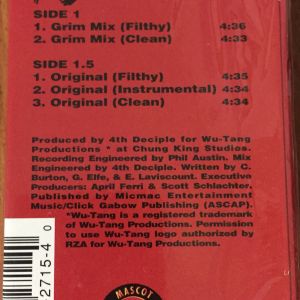 SIDE 1
1. Grim Mix (Filthy) 4:36
2. Grim Mix (Clean) 4:33
SIDE 1.5
1. Original (Filthy) 4:35
2. Original (Instrumental) 4:34
3. Original (Clean) 4:34
Produced by 4th Deciple for Wu-Tang
Productions * at Chung King Studios.
Recording Engineered by Phil Austin. Mix
Engineered by 4th Deciple. Written by C.
Burton, G. Elfe, & E. Laviscount. Executive
Producers: April Ferri & Scott Schlachter.
Published by Micmac Entertainment
Music/Click Gabow Publishing (ASCAP).
*Wu-Tang is a registered trademark
of Wu-Tang Productions. Permission
to use Wu-Tang logo authorized by
RZA for Wu-Tang Productions.
2715-4 0
MASCOT